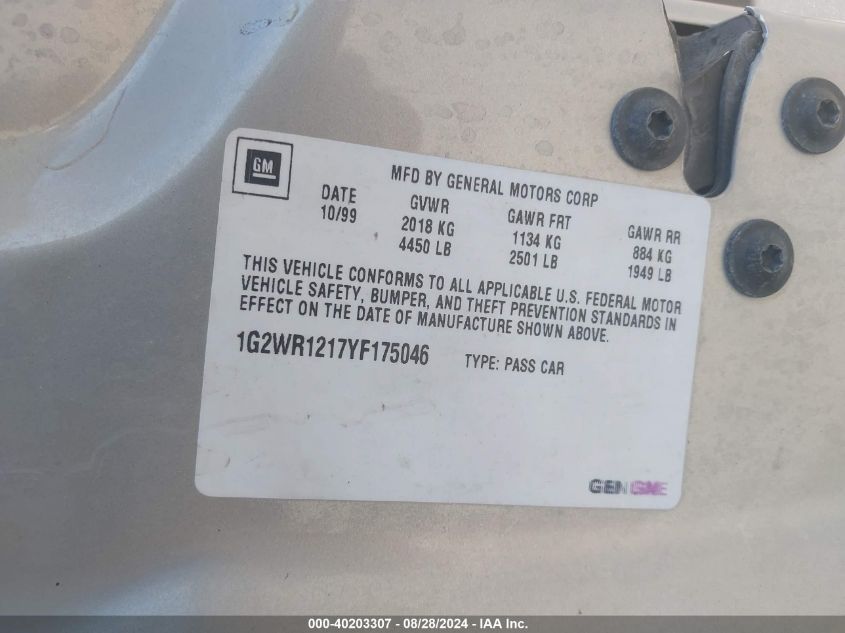 GM
MFD BY GENERAL MOTORS CORP
DATE GVWR GAWR FRT GAWR RR
10/99 2018 KG 1134 KG 884 KG
4450 LB 2501 LB 1949 LB
THIS VEHICLE CONFORMS TO ALL APPLICABLE U.S. FEDERAL MOTOR
VEHICLE SAFETY, BUMPER, AND THEFT PREVENTION STANDARDS IN
EFFECT ON THE DATE OF MANUFACTURE SHOWN ABOVE.
1G2WR1217YF175046 TYPE: PASS CAR
000-40203307 - 08/28/2024 - IAA Inc.